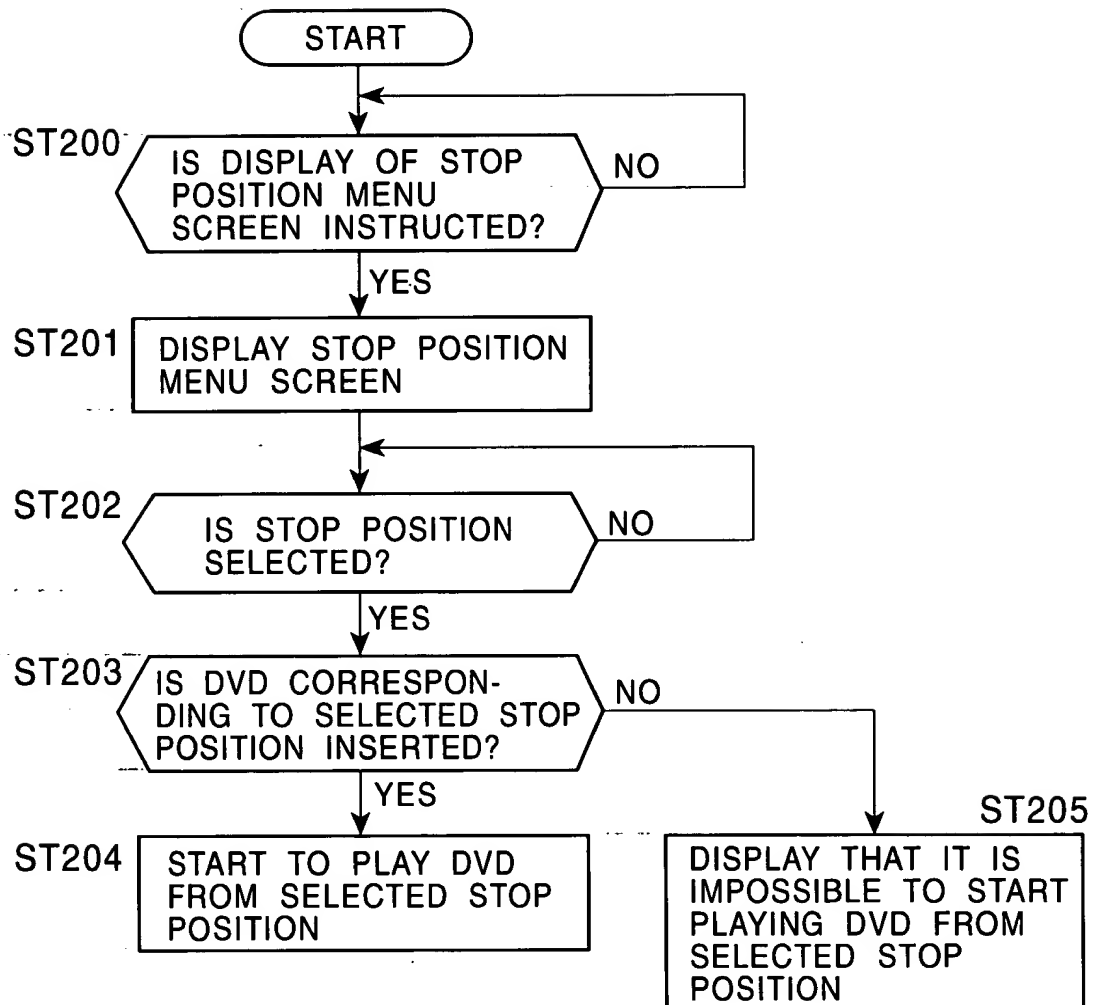 START
ST200
IS DISPLAY OF STOP
POSITION MENU
SCREEN INSTRUCTED?
NO
YES
ST201
DISPLAY STOP POSITION
MENU SCREEN
ST202
IS STOP POSITION
SELECTED?
NO
YES
ST203
IS DVD CORRESPON-
DING TO SELECTED STOP
POSITION INSERTED?
NO
YES
ST204
START TO PLAY DVD
FROM SELECTED STOP
POSITION
ST205
DISPLAY THAT IT IS
IMPOSSIBLE TO START
PLAYING DVD FROM
SELECTED STOP
POSITION